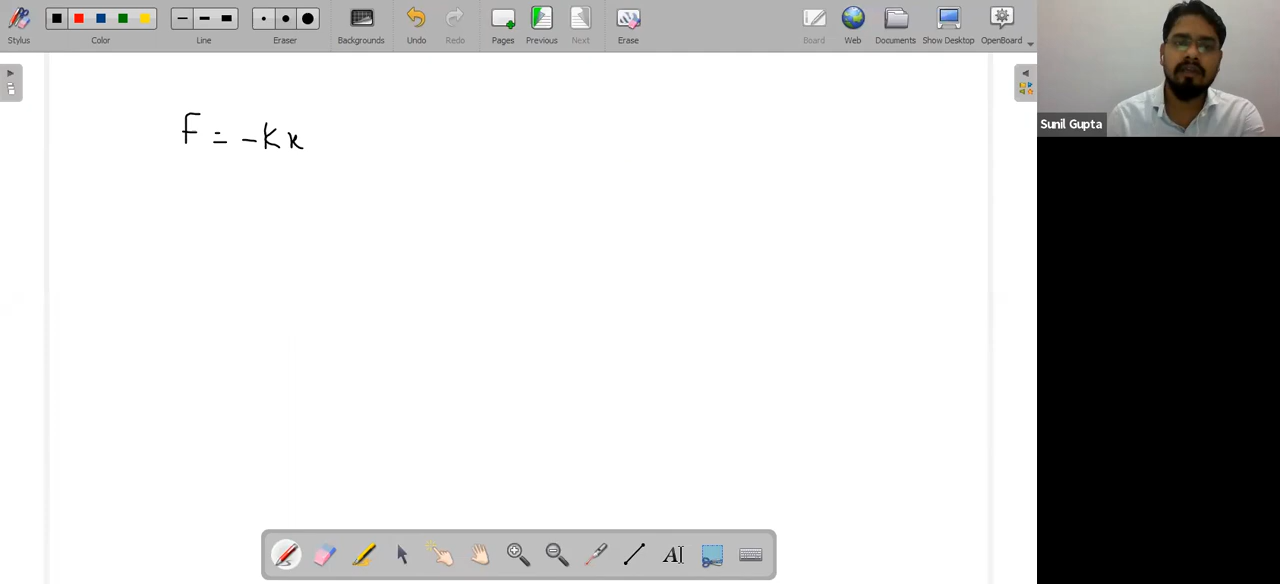 Stylus Color Line Eraser Backgrounds Undo Redo Pages Previous Next Erase Board Web Documents Show Desktop OpenBoard
F = -Kx
Sunil Gupta
AI